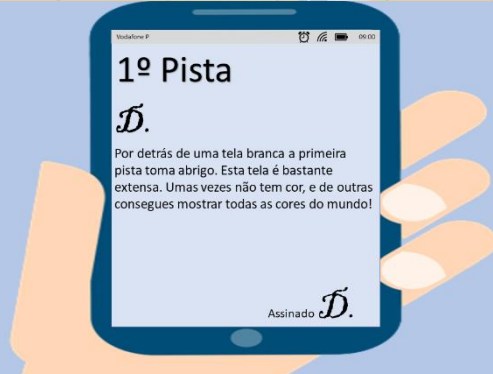 Vodafone P 09:00
1º Pista
D.
Por detrás de uma tela branca a primeira
pista toma abrigo. Esta tela é bastante
extensa. Umas vezes não tem cor, e de outras
consegues mostrar todas as cores do mundo!
Assinado D.